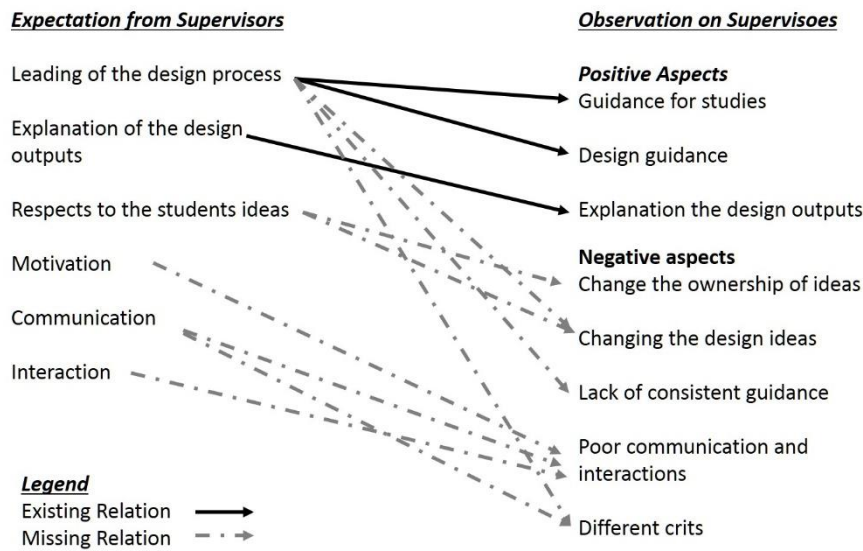 Expectation from Supervisors
Leading of the design process
Explanation of the design
outputs
Respects to the students ideas
Motivation
Communication
Interaction
Legend
Existing Relation
Missing Relation
Observation on Supervisoes
Positive Aspects
Guidance for studies
Design guidance
Explanation the design outputs
Negative aspects
Change the ownership of ideas
Changing the design ideas
Lack of consistent guidance
Poor communication and
interactions
Different crits